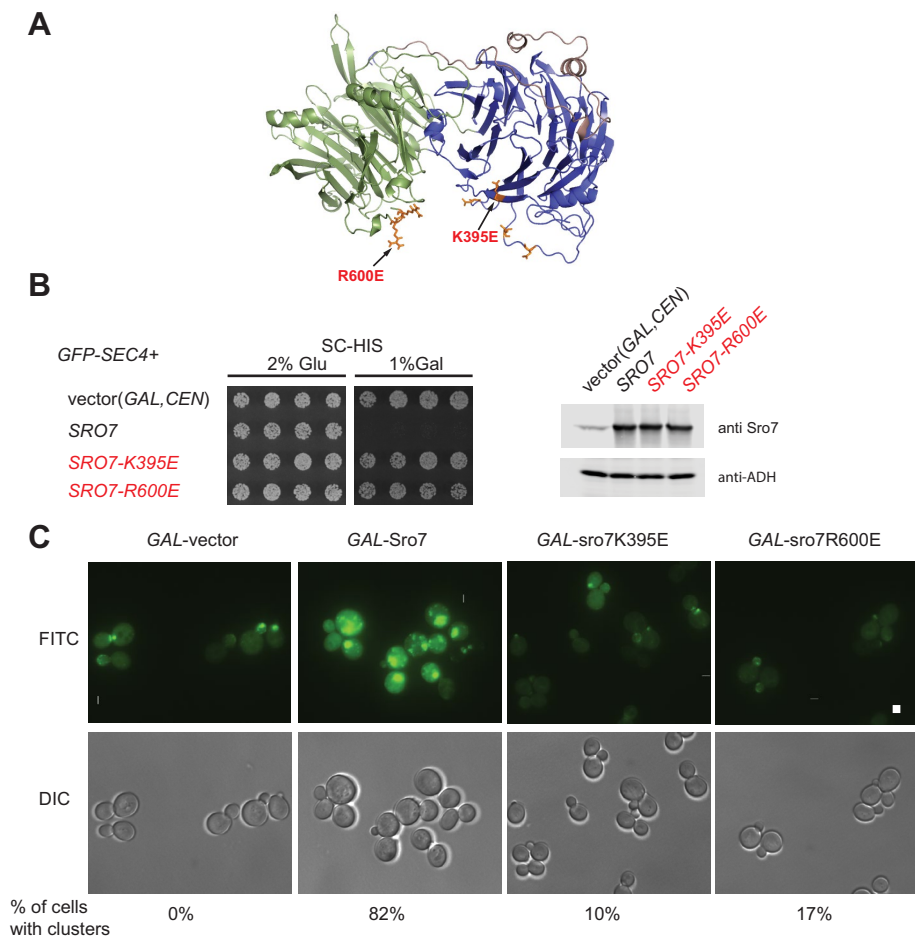 A
K395E
R600E
B
GFP-SEC4+
SC-HIS
2% Glu
1%Gal
vector(GAL,CEN)
SRO7
SRO7-K395E
SRO7-R600E
vector(GAL,CEN)
SRO7
SRO7-K395E
SRO7-R600E
anti Sro7
anti-ADH
C
GAL-vector
GAL-Sro7
GAL-sro7K395E
GAL-sro7R600E
FITC
DIC
% of cells
with clusters
0%
82%
10%
17%